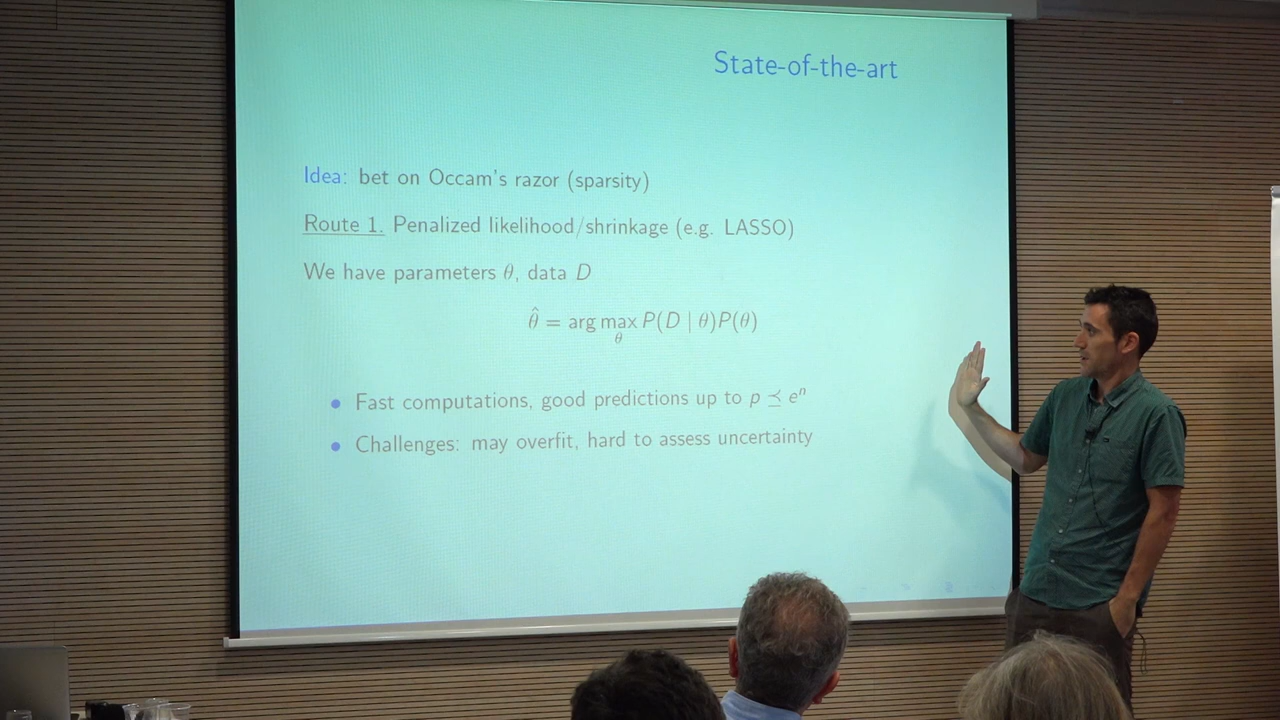 State-of-the-art
Idea: bet on Occam's razor (sparsity)
Route 1. Penalized likelihood/shrinkage (e.g. LASSO)
We have parameters θ, data D
θ̂ = arg max P(D | θ)P(θ)
θ
• Fast computations, good predictions up to p ⪯ eⁿ
• Challenges: may overfit, hard to assess uncertainty